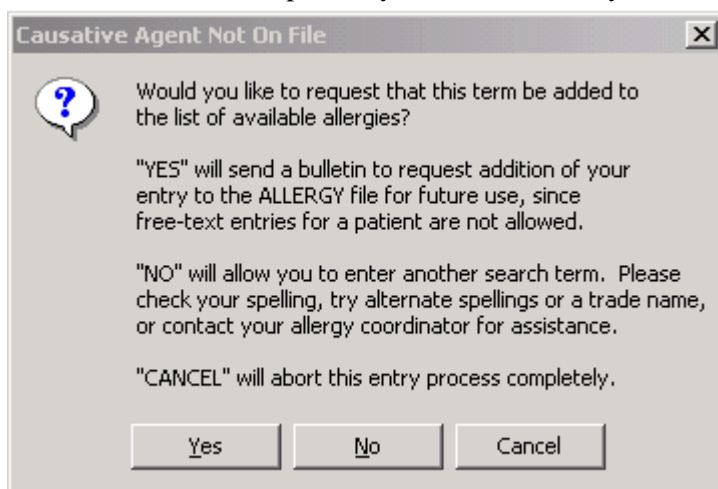 Causative Agent Not On File
Would you like to request that this term be added to
the list of available allergies?
"YES" will send a bulletin to request addition of your
entry to the ALLERGY file for future use, since
free-text entries for a patient are not allowed.
"NO" will allow you to enter another search term.  Please
check your spelling, try alternate spellings or a trade name,
or contact your allergy coordinator for assistance.
"CANCEL" will abort this entry process completely.
Yes No Cancel